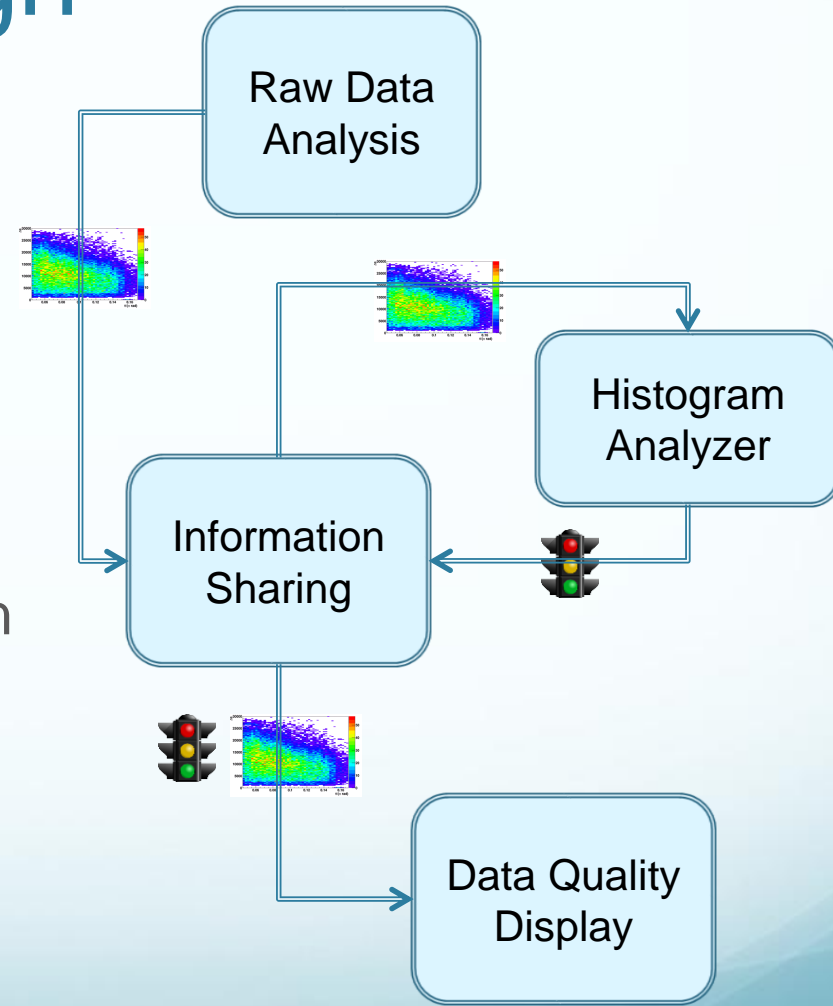 Raw Data
Analysis
Histogram
Analyzer
Information
Sharing
Data Quality
Display